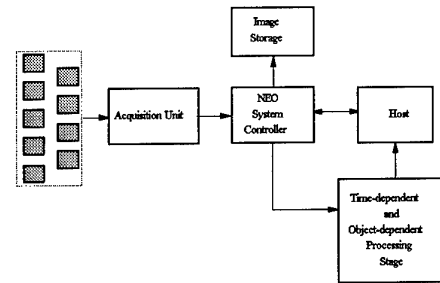 Image
Storage
Acquisition Unit
NEO
System
Controller
Host
Time-dependent
and
Object-dependent
Processing
Stage